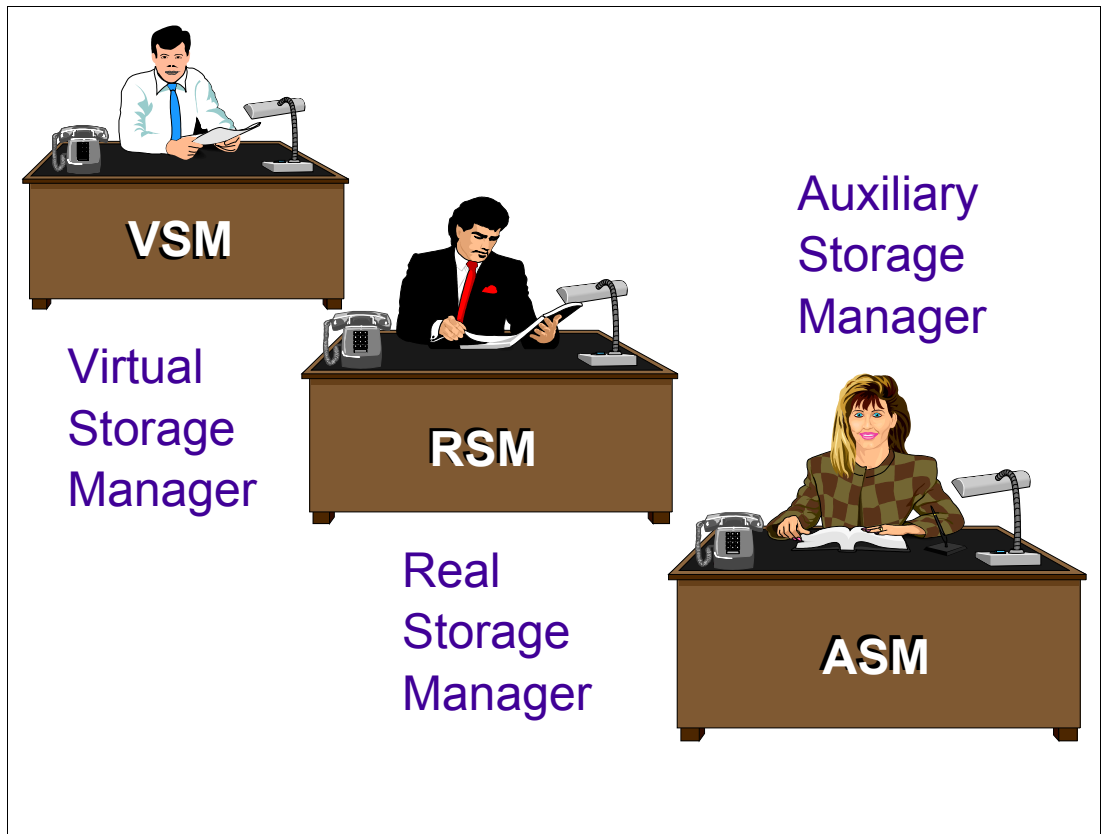 VSM
Virtual
Storage
Manager
RSM
Real
Storage
Manager
Auxiliary
Storage
Manager
ASM